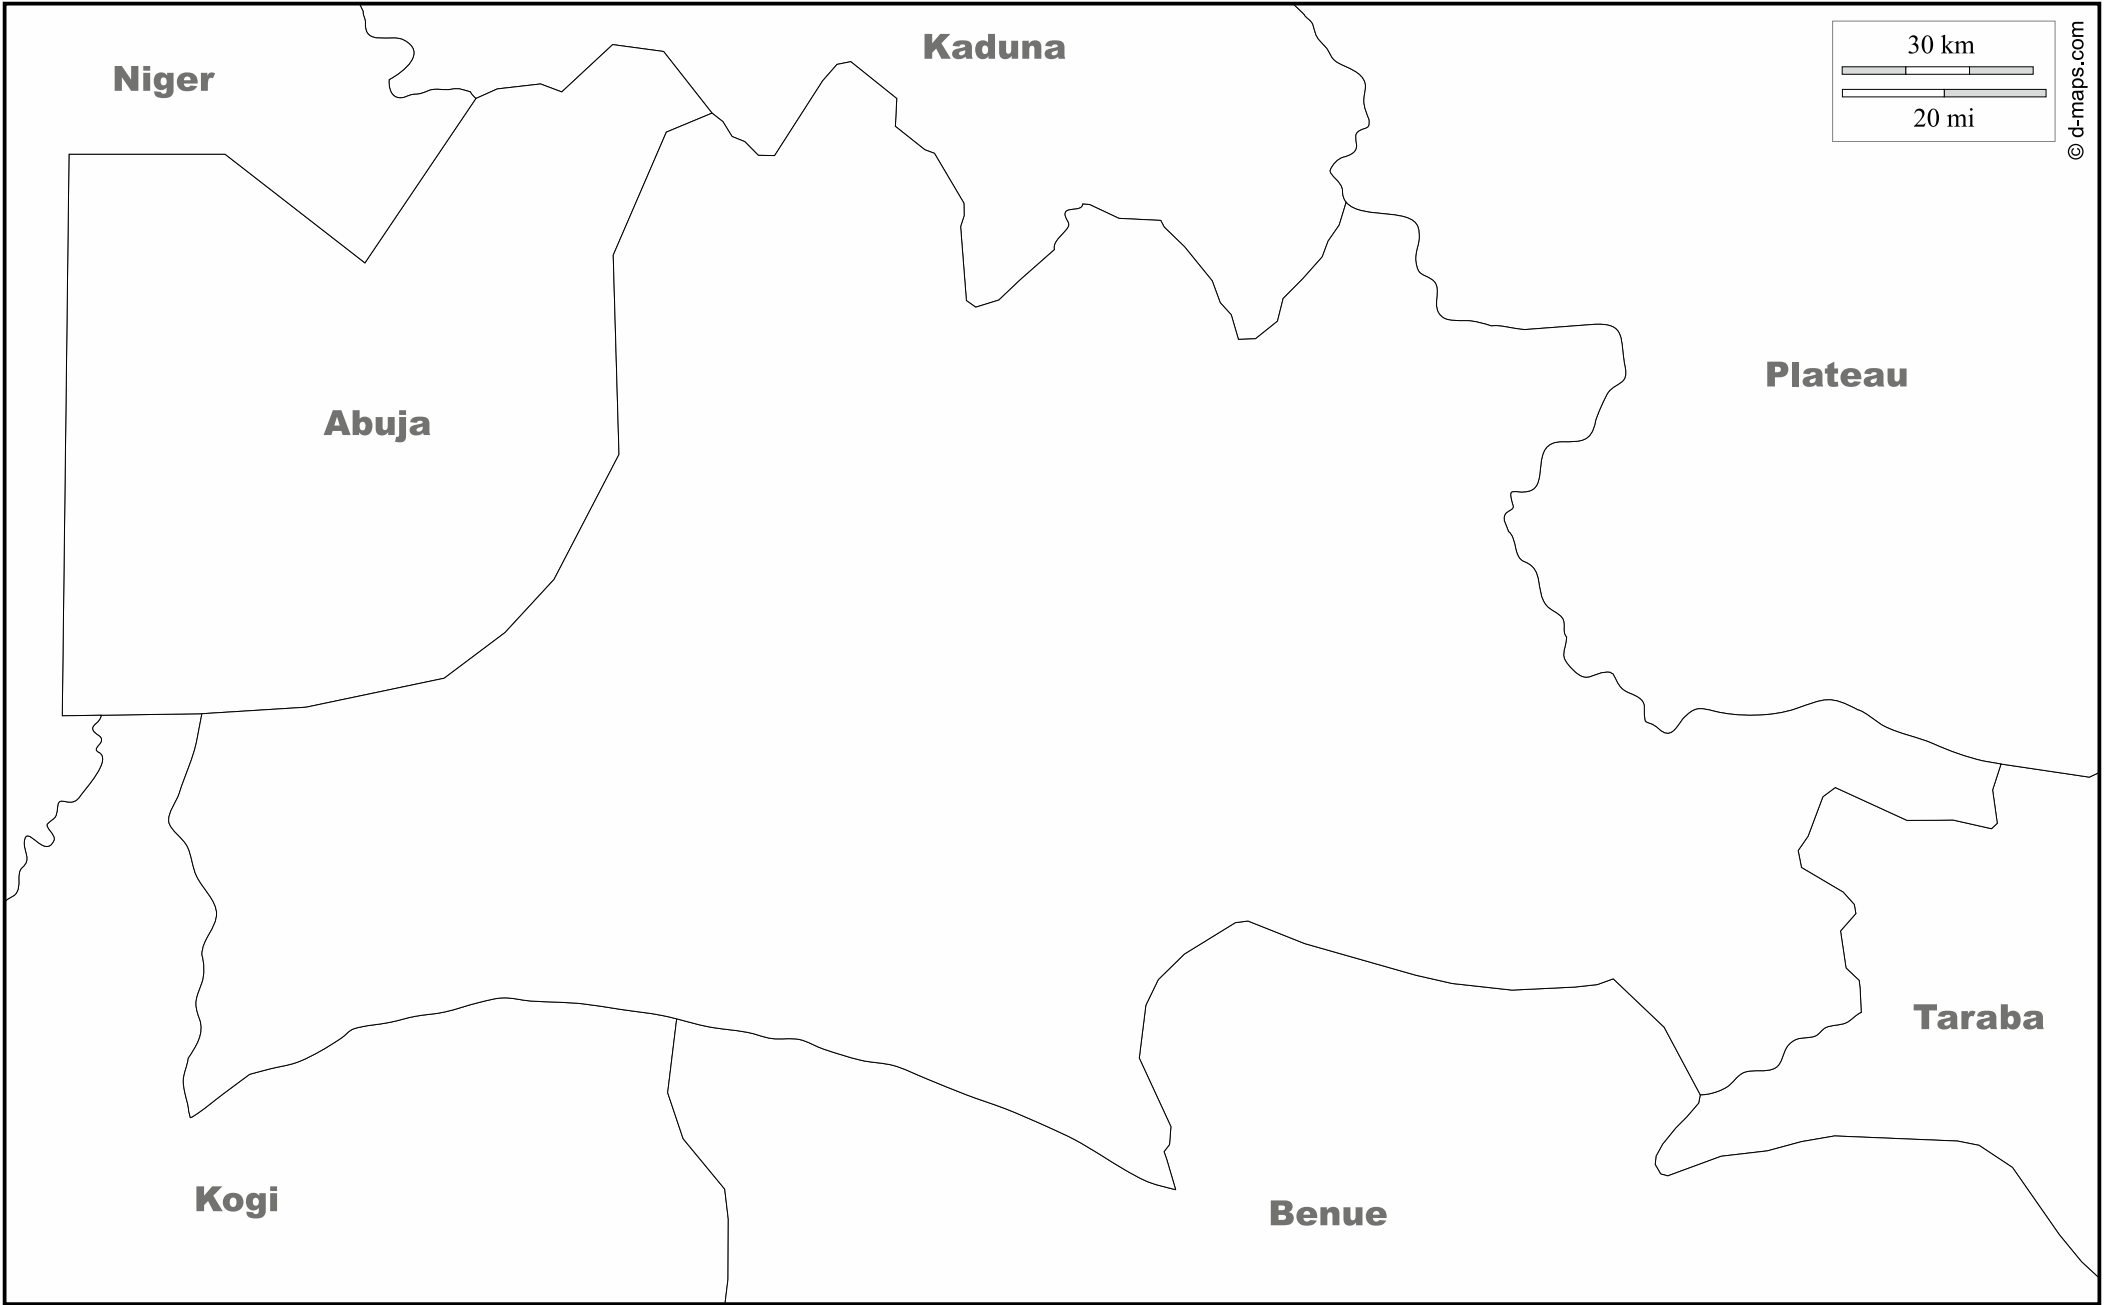 Niger
Kaduna
30 km
20 mi
© d-maps.com
Plateau
Abuja
Taraba
Kogi
Benue